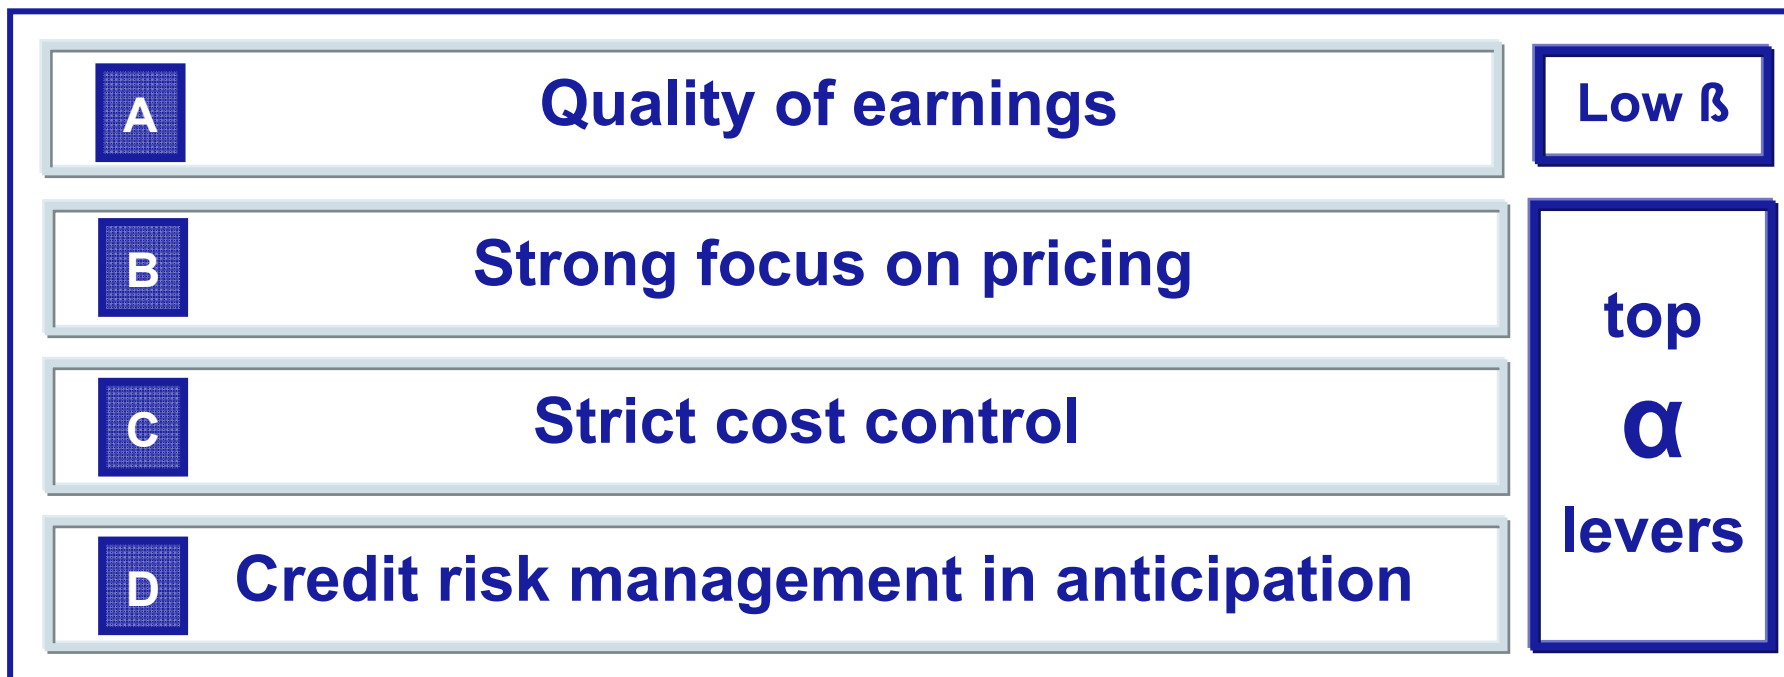 A Quality of earnings Low ß
B Strong focus on pricing
C Strict cost control
D Credit risk management in anticipation
top
α
levers